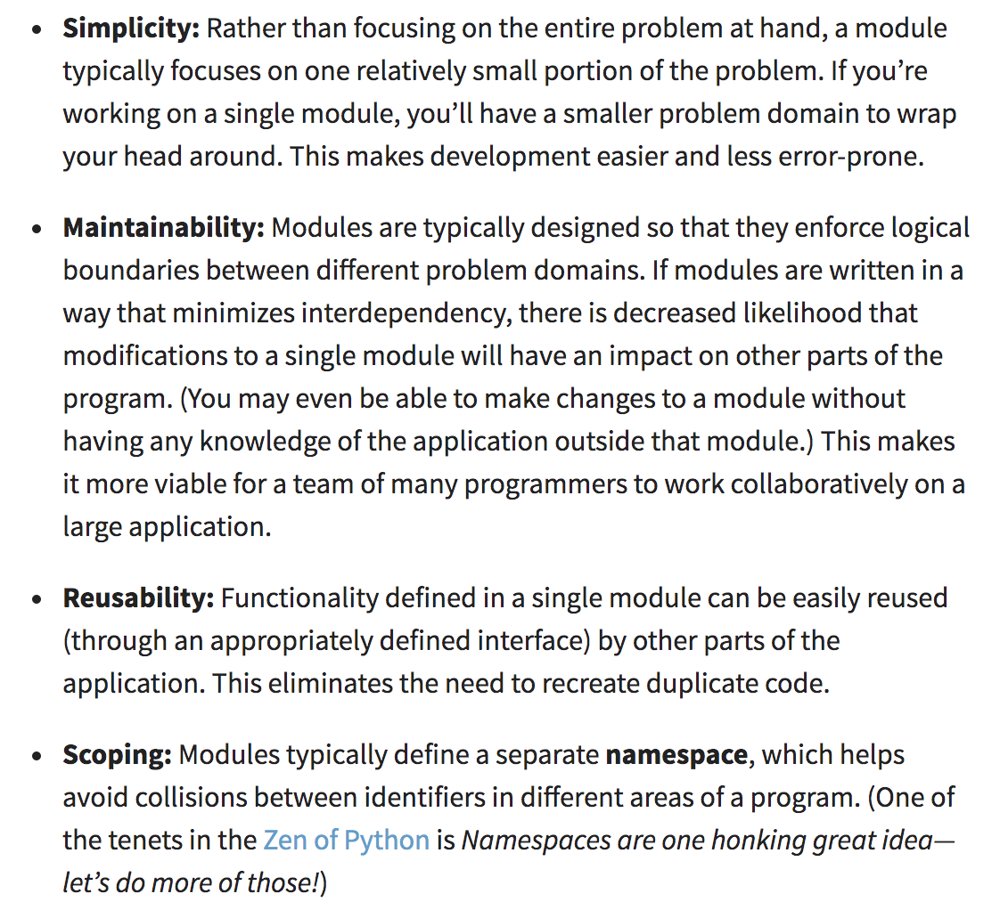 • Simplicity: Rather than focusing on the entire problem at hand, a module
typically focuses on one relatively small portion of the problem. If you’re
working on a single module, you’ll have a smaller problem domain to wrap
your head around. This makes development easier and less error-prone.
• Maintainability: Modules are typically designed so that they enforce logical
boundaries between different problem domains. If modules are written in a
way that minimizes interdependency, there is decreased likelihood that
modifications to a single module will have an impact on other parts of the
program. (You may even be able to make changes to a module without
having any knowledge of the application outside that module.) This makes
it more viable for a team of many programmers to work collaboratively on a
large application.
• Reusability: Functionality defined in a single module can be easily reused
(through an appropriately defined interface) by other parts of the
application. This eliminates the need to recreate duplicate code.
• Scoping: Modules typically define a separate namespace, which helps
avoid collisions between identifiers in different areas of a program. (One of
the tenets in the Zen of Python is Namespaces are one honking great idea—
let’s do more of those!)